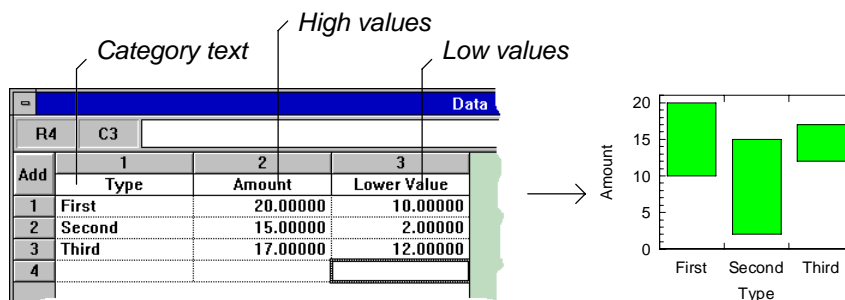 High values
Category text
Low values
Data
R4 C3
Add 1 2 3
Type Amount Lower Value
1 First 20.00000 10.00000
2 Second 15.00000 2.00000
3 Third 17.00000 12.00000
4
Amount
20
15
10
5
0
First Second Third
Type